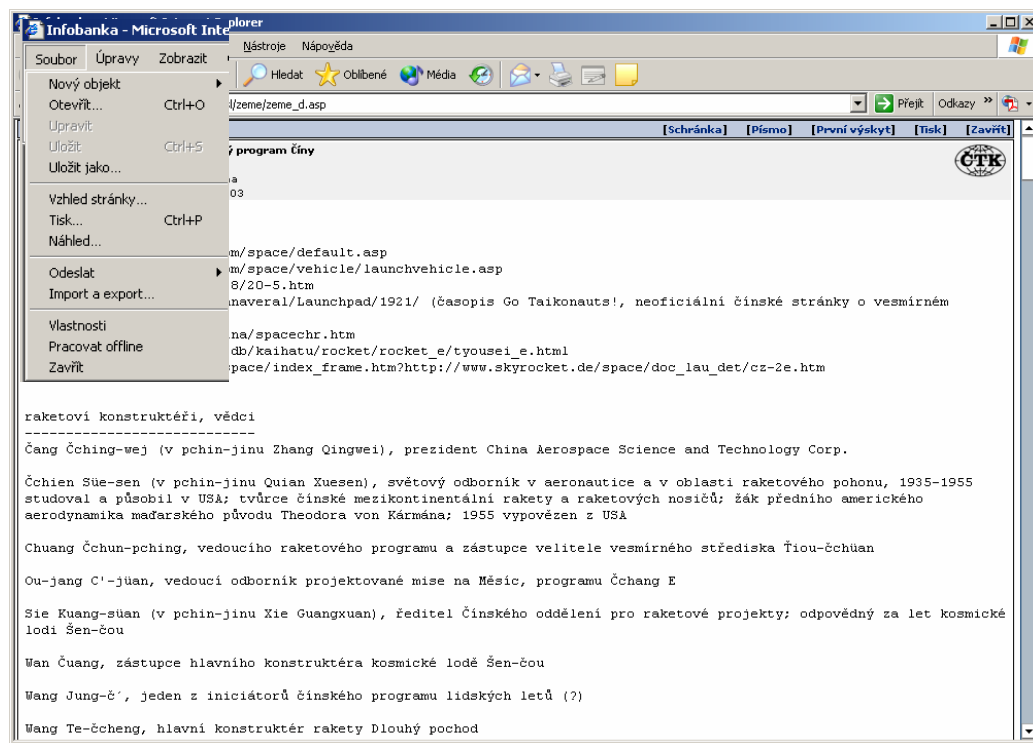 Infobanka - Microsoft Inte
plorer
Soubor Úpravy Zobrazit
Nástroje Nápověda
Nový objekt
Otevřít... Ctrl+O
Upravit
Uložit Ctrl+S
Uložit jako...
Vzhled stránky...
Tisk... Ctrl+P
Náhled...
Odeslat
Import a export...
Vlastnosti
Pracovat offline
Zavřít
Hledat Oblíbené Média
l/zeme/zeme_d.asp Přejít Odkazy »
[Schránka] [Písmo] [První výskyt] [Tisk] [Zavřít]
ý program Číny
ČTK
a
03
om/space/default.asp
om/space/vehicle/launchvehicle.asp
8/20-5.htm
naveral/Launchpad/1921/ (časopis Go Taikonauts!, neoficiální čínské stránky o vesmírném
na/spacechr.htm
db/kaihatu/rocket/rocket_e/tyousei_e.html
space/index_frame.htm?http://www.skyrocket.de/space/doc_lau_det/cz-2e.htm
raketoví konstruktéři, vědci
----------------------------
Čang Čching-wej (v pchin-jinu Zhang Qingwei), prezident China Aerospace Science and Technology Corp.
Čchien Süe-sen (v pchin-jinu Quian Xuesen), světový odborník v aeronautice a v oblasti raketového pohonu, 1935-1955
studoval a působil v USA; tvůrce čínské mezikontinentální rakety a raketových nosičů; žák předního amerického
aerodynamika maďarského původu Theodora von Kármána; 1955 vypovězen z USA
Chuang Čchun-pching, vedoucího raketového programu a zástupce velitele vesmírného střediska Ťiou-čchüan
Ou-jang C'-jüan, vedoucí odborník projektované mise na Měsíc, programu Čchang E
Sie Kuang-süan (v pchin-jinu Xie Guangxuan), ředitel Čínského oddělení pro raketové projekty; odpovědný za let kosmické
lodi Šen-čou
Wan Čuang, zástupce hlavního konstruktéra kosmické lodě Šen-čou
Wang Jung-č´, jeden z iniciátorů čínského programu lidských letů (?)
Wang Te-čcheng, hlavní konstruktér rakety Dlouhý pochod